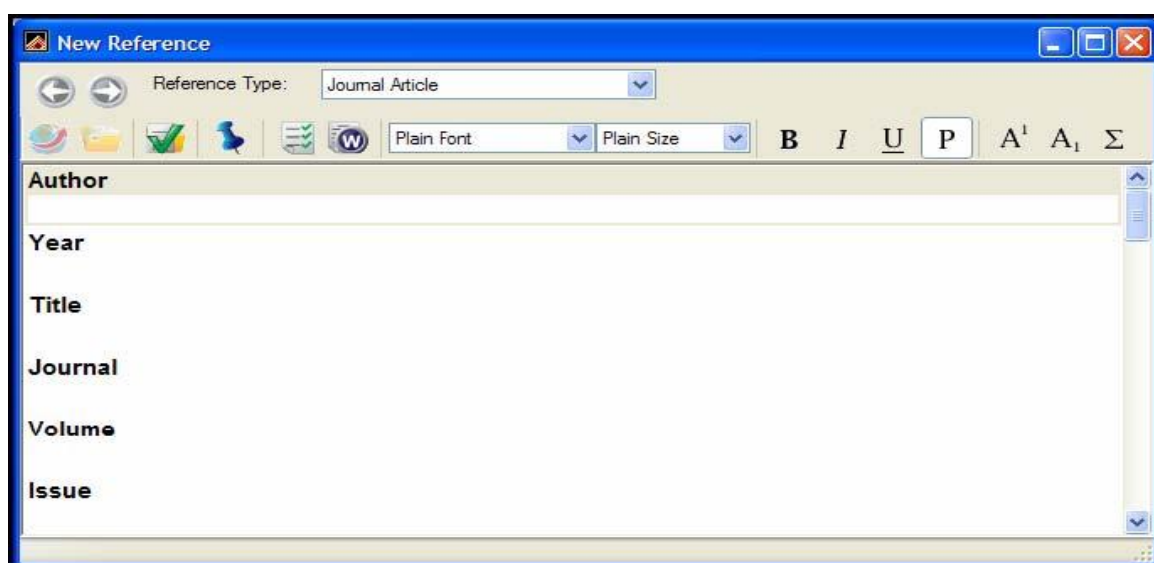 New Reference
Reference Type: Journal Article
Plain Font Plain Size B I U P A¹ A₁ Σ
Author
Year
Title
Journal
Volume
Issue